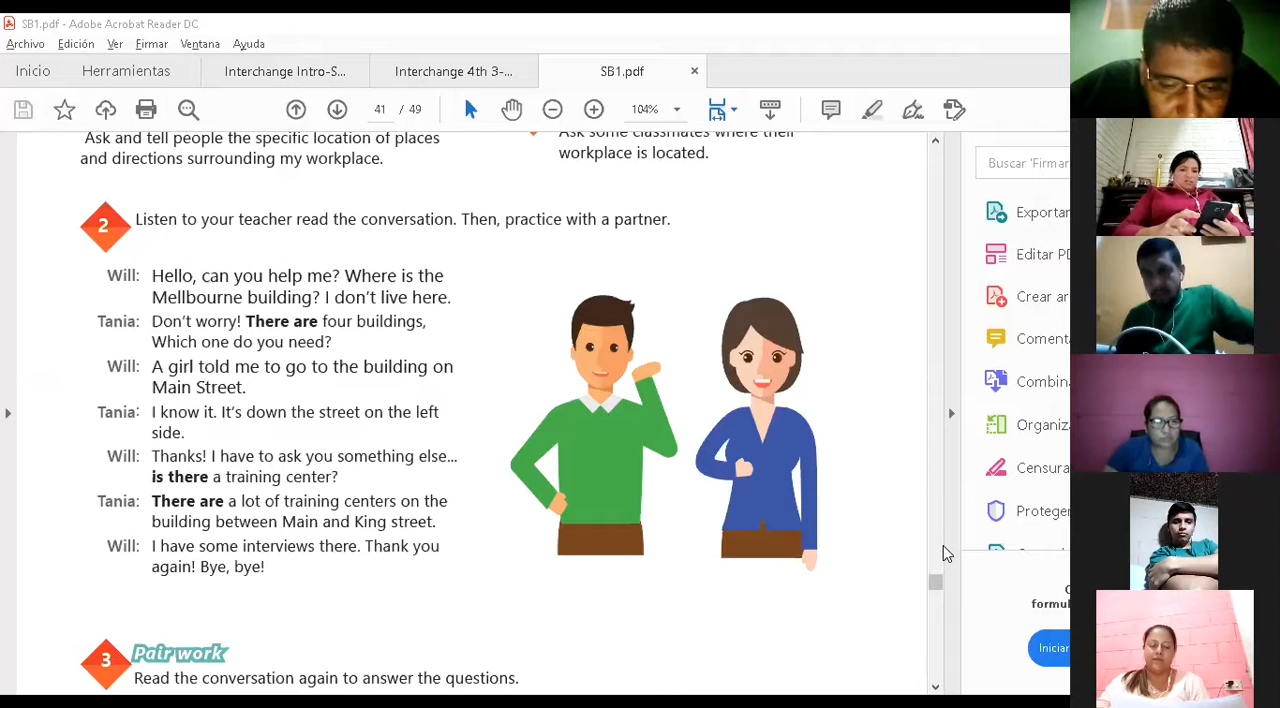 SB1.pdf - Adobe Acrobat Reader DC
Archivo Edición Ver Firmar Ventana Ayuda
Inicio Herramientas Interchange Intro-S... Interchange 4th 3-... SB1.pdf ×
41 / 49 104%
Ask and tell people the specific location of places
and directions surrounding my workplace.
Ask some classmates where their
workplace is located.
Buscar 'Firmar
2 Listen to your teacher read the conversation. Then, practice with a partner.
Will: Hello, can you help me? Where is the
Mellbourne building? I don't live here.
Tania: Don't worry! There are four buildings,
Which one do you need?
Will: A girl told me to go to the building on
Main Street.
Tania: I know it. It's down the street on the left
side.
Will: Thanks! I have to ask you something else...
is there a training center?
Tania: There are a lot of training centers on the
building between Main and King street.
Will: I have some interviews there. Thank you
again! Bye, bye!
3 Pair work
Read the conversation again to answer the questions.
Exportar
Editar PD
Crear ar
Comenta
Combin
Organiz
Censura
Proteger
formul
Iniciar